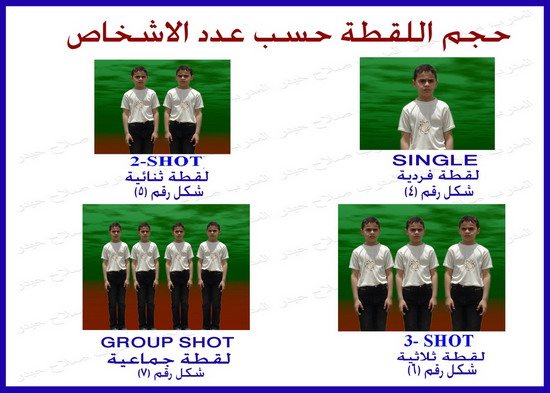 حجم اللقطة حسب عدد الاشخاص
SINGLE
لقطة فردية
شكل رقم (٤)
2-SHOT
لقطة ثنائية
شكل رقم (٥)
3- SHOT
لقطة ثلاثية
شكل رقم (٦)
GROUP SHOT
لقطة جماعية
شكل رقم (٧)